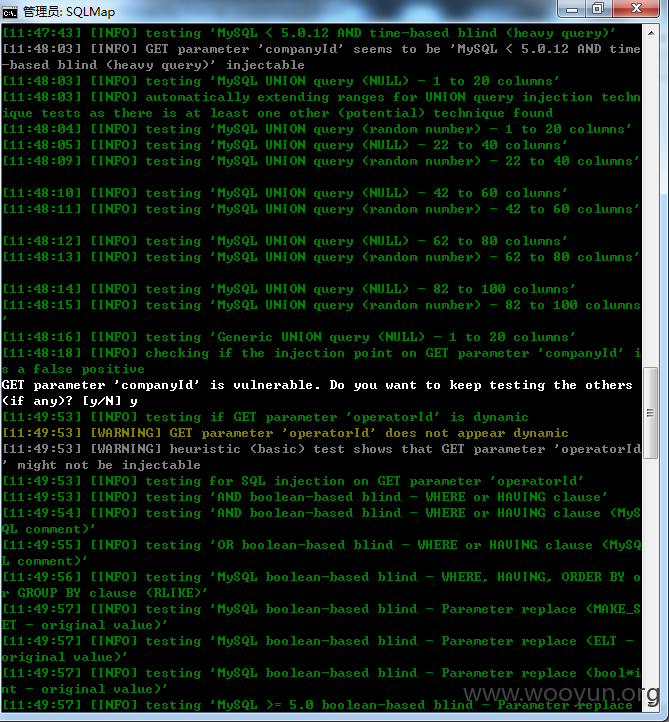 管理员: SQLMap
[11:47:43] [INFO] testing 'MySQL < 5.0.12 AND time-based blind (heavy query)'
[11:48:03] [INFO] GET parameter 'companyId' seems to be 'MySQL < 5.0.12 AND time
-based blind (heavy query)' injectable
[11:48:03] [INFO] testing 'MySQL UNION query (NULL) - 1 to 20 columns'
[11:48:03] [INFO] automatically extending ranges for UNION query injection techn
ique tests as there is at least one other (potential) technique found
[11:48:04] [INFO] testing 'MySQL UNION query (random number) - 1 to 20 columns'
[11:48:05] [INFO] testing 'MySQL UNION query (NULL) - 22 to 40 columns'
[11:48:09] [INFO] testing 'MySQL UNION query (random number) - 22 to 40 columns'
[11:48:10] [INFO] testing 'MySQL UNION query (NULL) - 42 to 60 columns'
[11:48:11] [INFO] testing 'MySQL UNION query (random number) - 42 to 60 columns'
[11:48:12] [INFO] testing 'MySQL UNION query (NULL) - 62 to 80 columns'
[11:48:13] [INFO] testing 'MySQL UNION query (random number) - 62 to 80 columns'
[11:48:14] [INFO] testing 'MySQL UNION query (NULL) - 82 to 100 columns'
[11:48:15] [INFO] testing 'MySQL UNION query (random number) - 82 to 100 columns
'
[11:48:16] [INFO] testing 'Generic UNION query (NULL) - 1 to 20 columns'
[11:48:18] [INFO] checking if the injection point on GET parameter 'companyId' i
s a false positive
GET parameter 'companyId' is vulnerable. Do you want to keep testing the others
(if any)? [y/N] y
[11:49:53] [INFO] testing if GET parameter 'operatorId' is dynamic
[11:49:53] [WARNING] GET parameter 'operatorId' does not appear dynamic
[11:49:53] [WARNING] heuristic (basic) test shows that GET parameter 'operatorId
' might not be injectable
[11:49:53] [INFO] testing for SQL injection on GET parameter 'operatorId'
[11:49:53] [INFO] testing 'AND boolean-based blind - WHERE or HAVING clause'
[11:49:54] [INFO] testing 'AND boolean-based blind - WHERE or HAVING clause (MyS
QL comment)'
[11:49:55] [INFO] testing 'OR boolean-based blind - WHERE or HAVING clause (MySQ
L comment)'
[11:49:56] [INFO] testing 'MySQL boolean-based blind - WHERE, HAVING, ORDER BY o
r GROUP BY clause (RLIKE)'
[11:49:57] [INFO] testing 'MySQL boolean-based blind - Parameter replace (MAKE_S
ET - original value)'
[11:49:57] [INFO] testing 'MySQL boolean-based blind - Parameter replace (ELT -
original value)'
[11:49:57] [INFO] testing 'MySQL boolean-based blind - Parameter replace (bool*i
nt - original value)'
[11:49:57] [INFO] testing 'MySQL >= 5.0 boolean-based blind - Parameter replace
www.wooyun.org